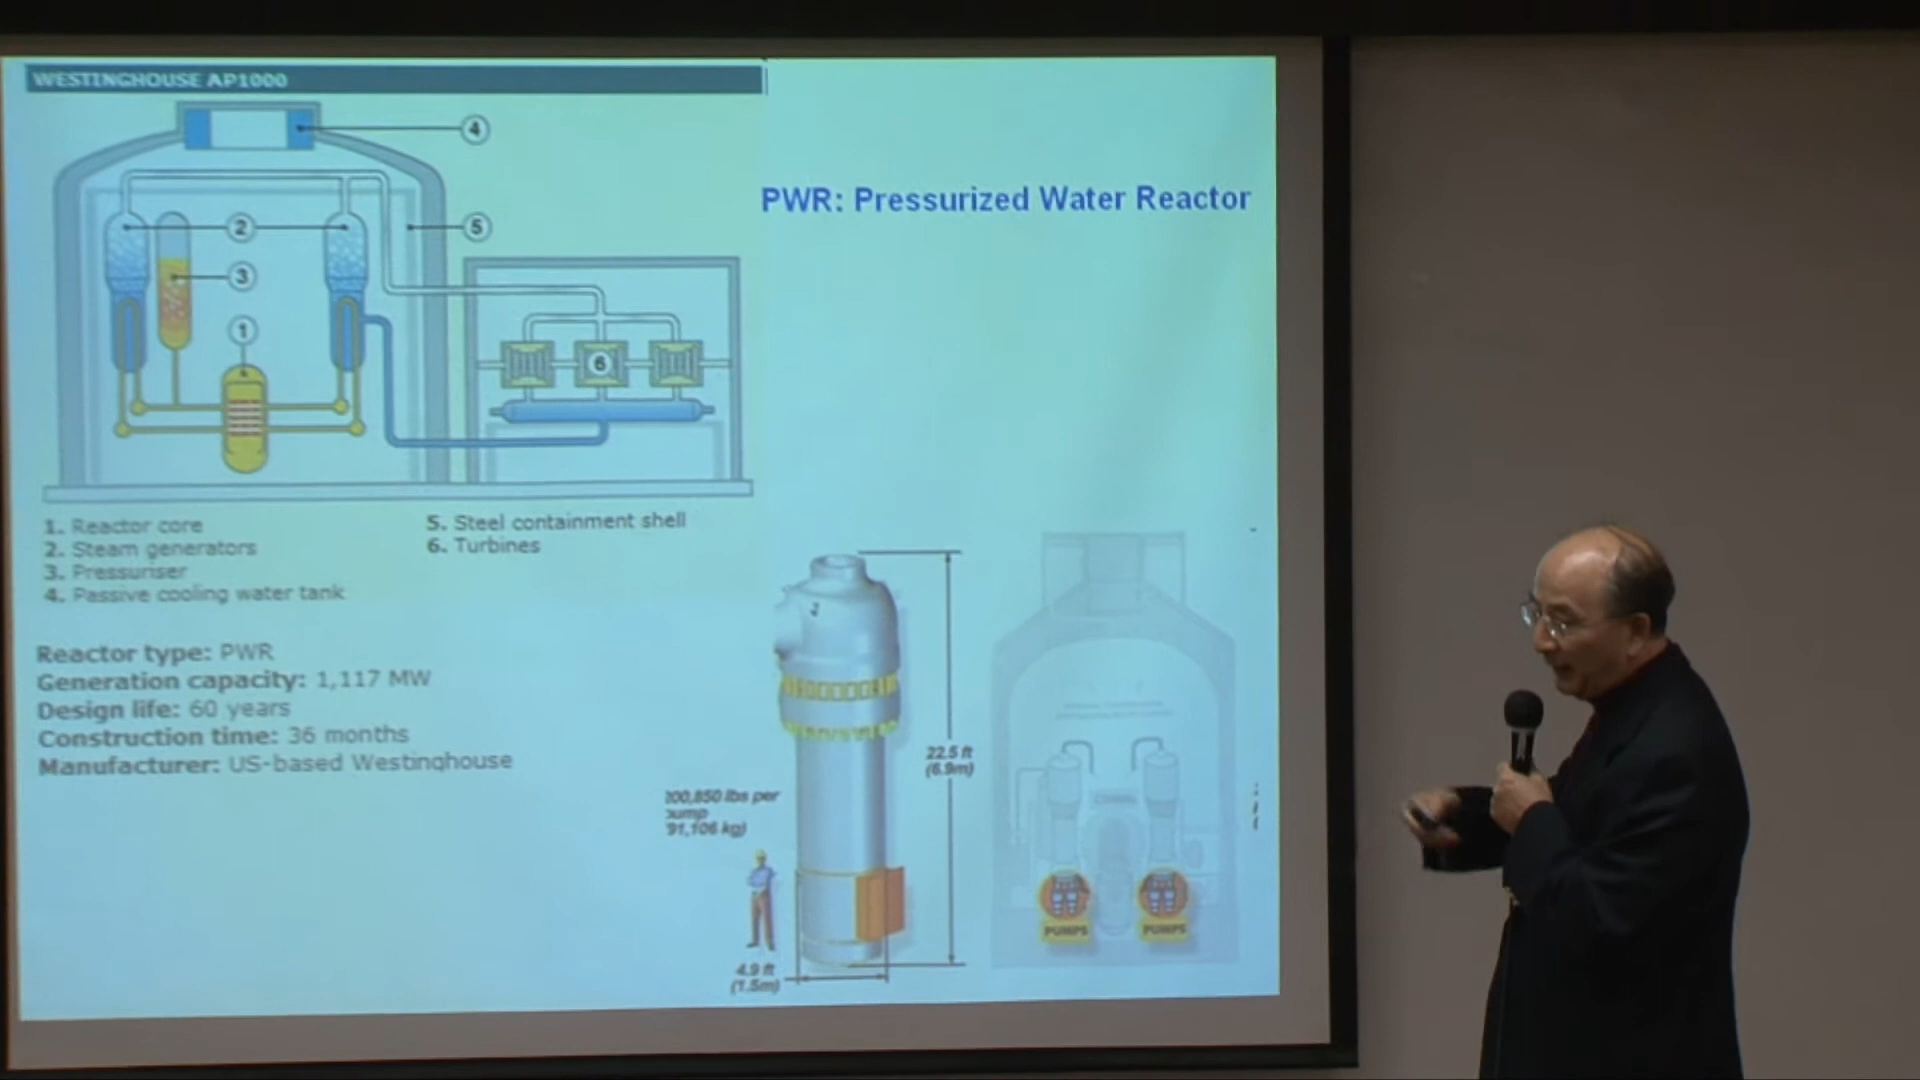 WESTINGHOUSE AP1000
4
PWR: Pressurized Water Reactor
2
5
3
1
6
1. Reactor core
2. Steam generators
3. Pressuriser
4. Passive cooling water tank
5. Steel containment shell
6. Turbines
Reactor type: PWR
Generation capacity: 1,117 MW
Design life: 60 years
Construction time: 36 months
Manufacturer: US-based Westinghouse
22.5 ft
(6.9m)
200,850 lbs per
pump
91,106 kg)
PUMPS
PUMPS
4.9 ft
(1.5m)